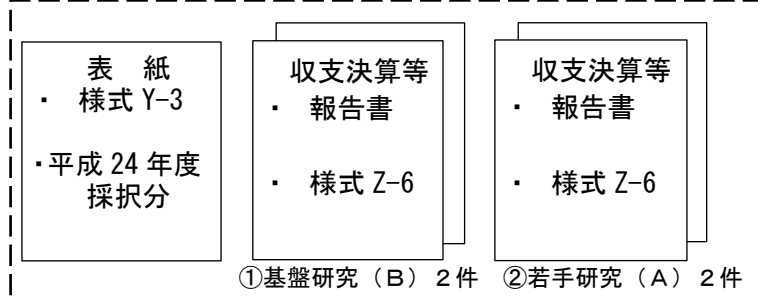 表　紙
・ 様式 Y-3
・平成 24 年度
採択分
収支決算等
・ 報告書
・ 様式 Z-6
①基盤研究（Ｂ）２件
収支決算等
・ 報告書
・ 様式 Z-6
②若手研究（Ａ）２件